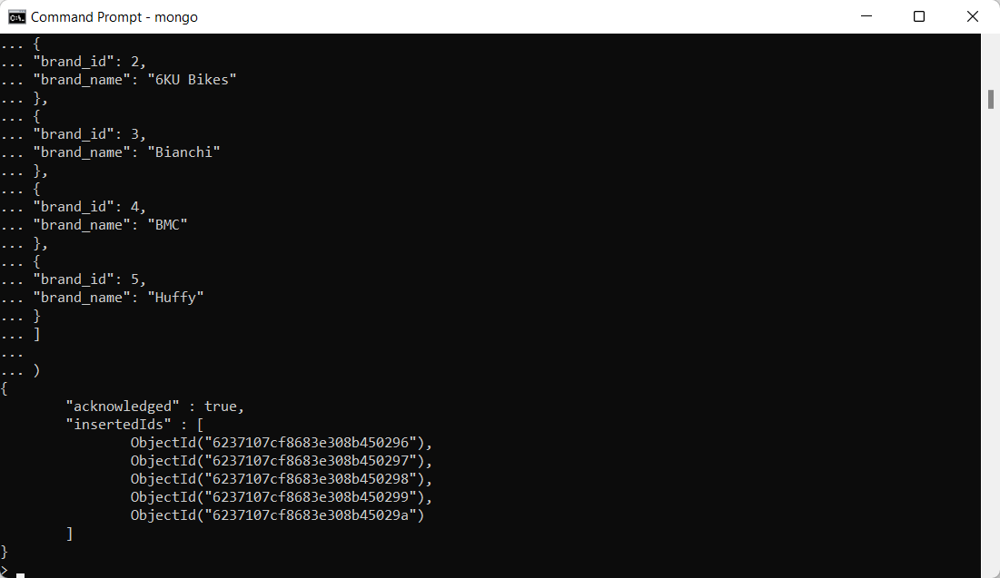 Command Prompt - mongo
... {
... "brand_id": 2,
... "brand_name": "6KU Bikes"
... },
... {
... "brand_id": 3,
... "brand_name": "Bianchi"
... },
... {
... "brand_id": 4,
... "brand_name": "BMC"
... },
... {
... "brand_id": 5,
... "brand_name": "Huffy"
... }
... ]
...
... )
{
        "acknowledged" : true,
        "insertedIds" : [
                ObjectId("6237107cf8683e308b450296"),
                ObjectId("6237107cf8683e308b450297"),
                ObjectId("6237107cf8683e308b450298"),
                ObjectId("6237107cf8683e308b450299"),
                ObjectId("6237107cf8683e308b45029a")
        ]
}
>